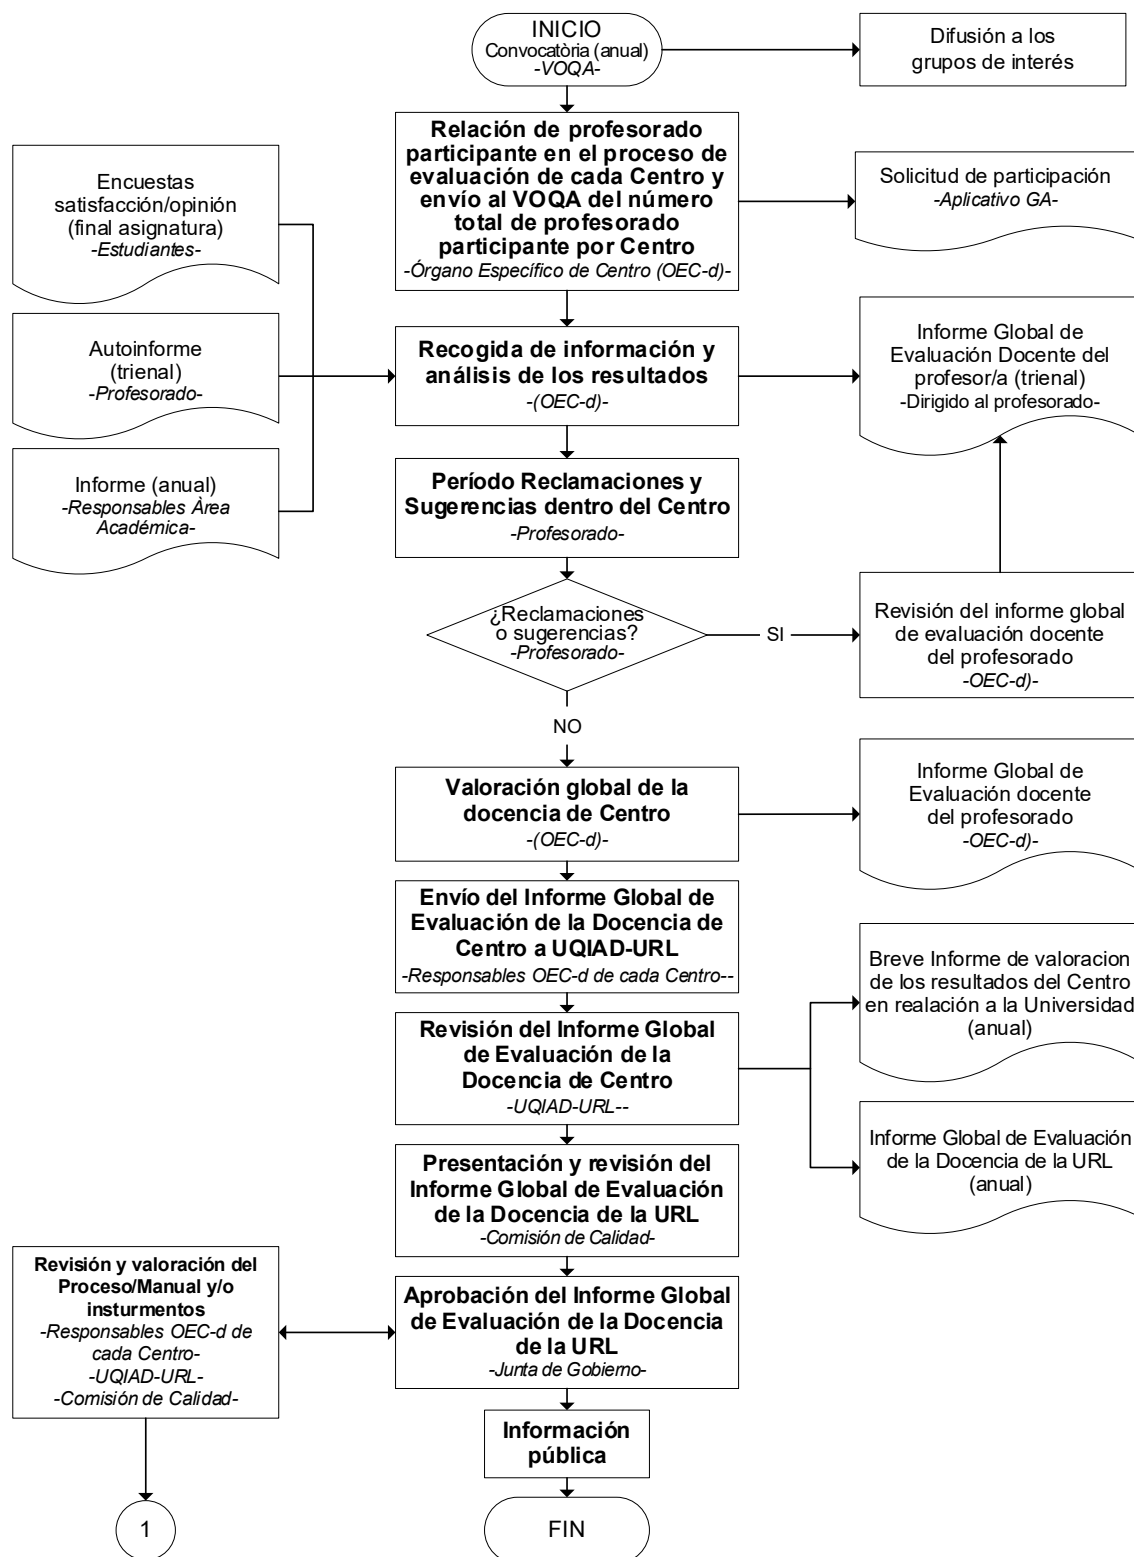 INICIO
Convocatòria (anual)
-VOQA-
Difusión a los
grupos de interés
Relación de profesorado
participante en el proceso de
evaluación de cada Centro y
envío al VOQA del número
total de profesorado
participante por Centro
-Órgano Específico de Centro (OEC-d)-
Solicitud de participación
-Aplicativo GA-
Encuestas
satisfacción/opinión
(final asignatura)
-Estudiantes-
Autoinforme
(trienal)
-Profesorado-
Informe (anual)
-Responsables Àrea
Académica-
Recogida de información y
análisis de los resultados
-(OEC-d)-
Informe Global de
Evaluación Docente del
profesor/a (trienal)
-Dirigido al profesorado-
Período Reclamaciones y
Sugerencias dentro del Centro
-Profesorado-
¿Reclamaciones
o sugerencias?
-Profesorado-
SI
Revisión del informe global
de evaluación docente
del profesorado
-OEC-d)-
NO
Valoración global de la
docencia de Centro
-(OEC-d)-
Informe Global de
Evaluación docente
del profesorado
-OEC-d)-
Envío del Informe Global de
Evaluación de la Docencia de
Centro a UQIAD-URL
-Responsables OEC-d de cada Centro--
Revisión del Informe Global
de Evaluación de la
Docencia de Centro
-UQIAD-URL--
Breve Informe de valoracion
de los resultados del Centro
en realación a la Universidad
(anual)
Informe Global de Evaluación
de la Docencia de la URL
(anual)
Presentación y revisión del
Informe Global de Evaluación
de la Docencia de la URL
-Comisión de Calidad-
Revisión y valoración del
Proceso/Manual y/o
insturmentos
-Responsables OEC-d de
cada Centro-
-UQIAD-URL-
-Comisión de Calidad-
Aprobación del Informe Global
de Evaluación de la Docencia
de la URL
-Junta de Gobierno-
Información
pública
1
FIN